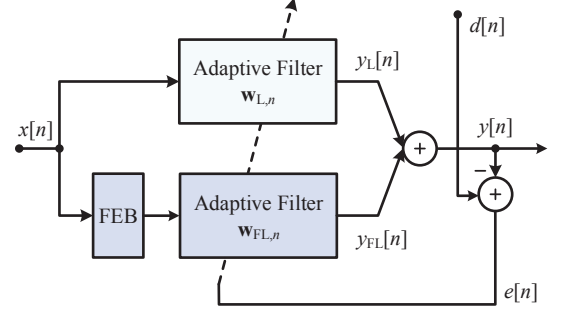 d[n]
Adaptive Filter
w_L,n
y_L[n]
x[n]
+
y[n]
−
+
FEB
Adaptive Filter
w_FL,n
y_FL[n]
e[n]